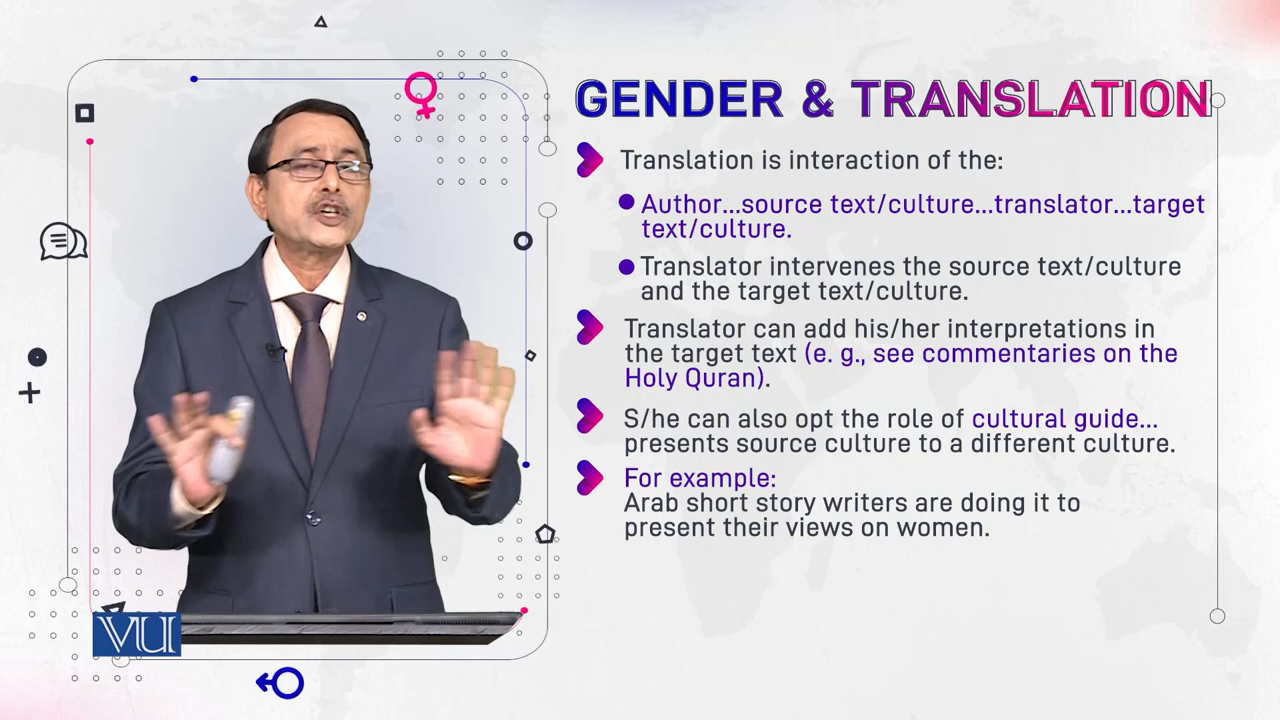 GENDER & TRANSLATION
Translation is interaction of the:
Author...source text/culture...translator...target
text/culture.
Translator intervenes the source text/culture
and the target text/culture.
Translator can add his/her interpretations in
the target text (e. g., see commentaries on the
Holy Quran).
S/he can also opt the role of cultural guide...
presents source culture to a different culture.
For example:
Arab short story writers are doing it to
present their views on women.
VU